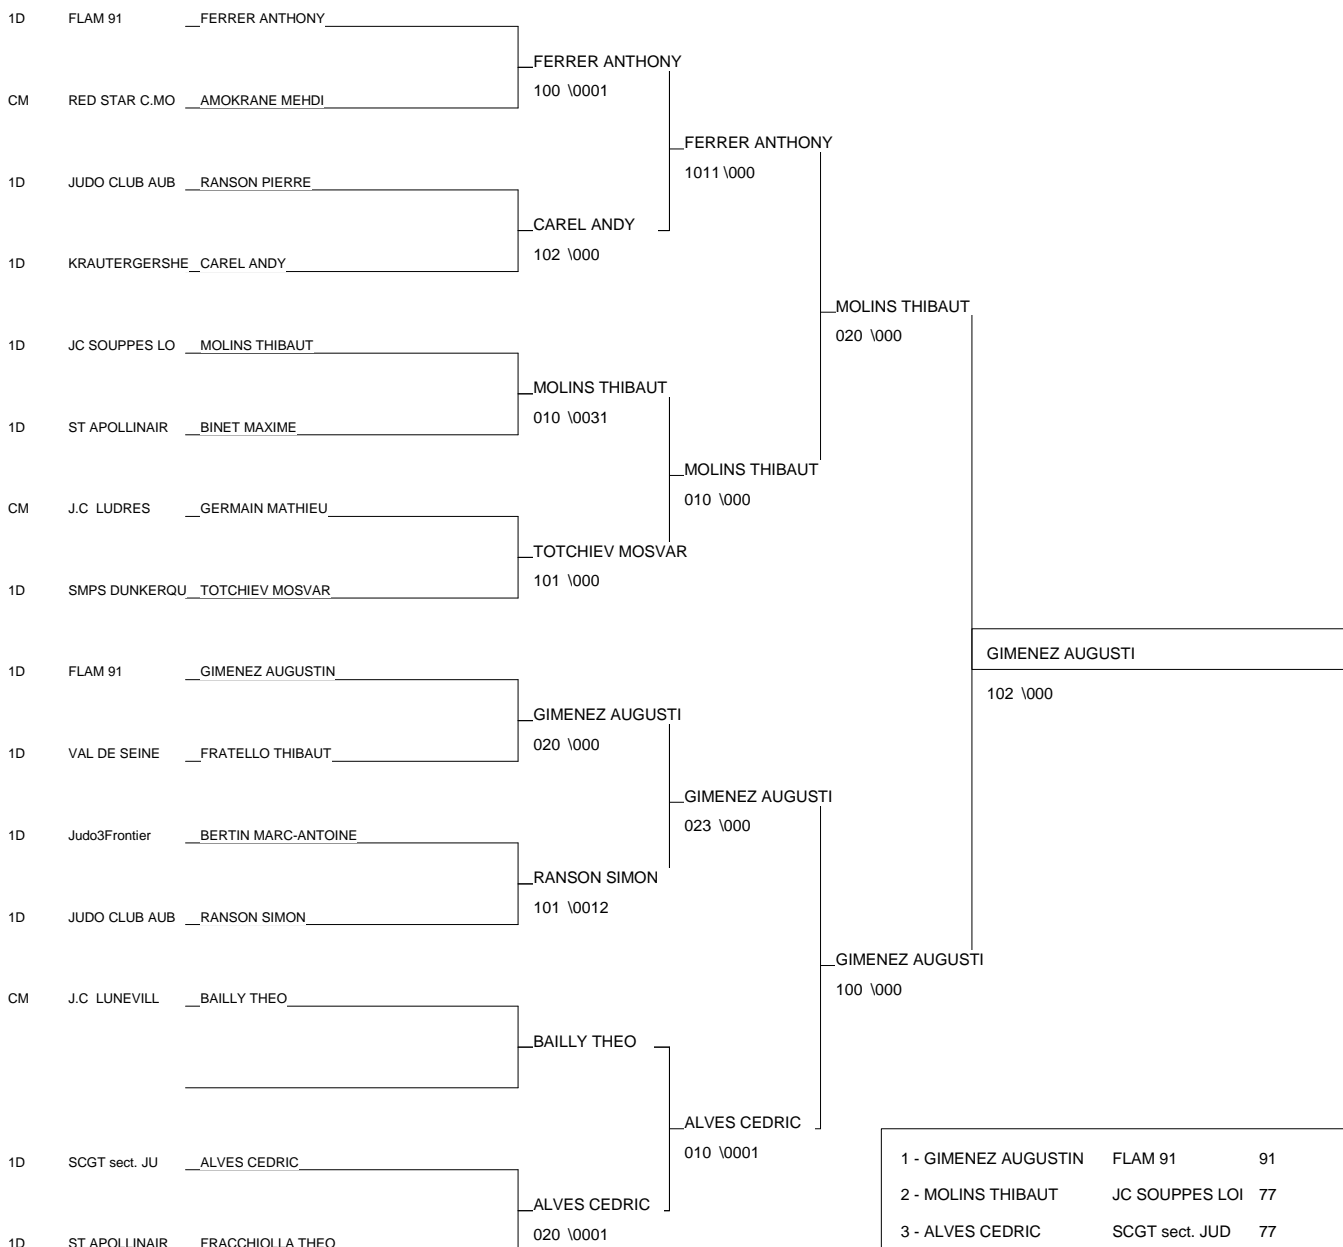 1D FLAM 91 FERRER ANTHONY
FERRER ANTHONY
100 \0001
CM RED STAR C.MO AMOKRANE MEHDI
FERRER ANTHONY
1011 \000
1D JUDO CLUB AUB RANSON PIERRE
CAREL ANDY
102 \000
1D KRAUTERGERSHE CAREL ANDY
MOLINS THIBAUT
020 \000
1D JC SOUPPES LO MOLINS THIBAUT
MOLINS THIBAUT
010 \0031
1D ST APOLLINAIR BINET MAXIME
MOLINS THIBAUT
010 \000
CM J.C LUDRES GERMAIN MATHIEU
TOTCHIEV MOSVAR
101 \000
1D SMPS DUNKERQU TOTCHIEV MOSVAR
GIMENEZ AUGUSTI
102 \000
1D FLAM 91 GIMENEZ AUGUSTIN
GIMENEZ AUGUSTI
020 \000
1D VAL DE SEINE FRATELLO THIBAUT
GIMENEZ AUGUSTI
023 \000
1D Judo3Frontier BERTIN MARC-ANTOINE
RANSON SIMON
101 \0012
1D JUDO CLUB AUB RANSON SIMON
GIMENEZ AUGUSTI
100 \000
CM J.C LUNEVILL BAILLY THEO
BAILLY THEO
ALVES CEDRIC
010 \0001
1D SCGT sect. JU ALVES CEDRIC
ALVES CEDRIC
020 \0001
1D ST APOLLINAIR FRACCHIOLLA THEO
1 - GIMENEZ AUGUSTIN FLAM 91 91
2 - MOLINS THIBAUT JC SOUPPES LOI 77
3 - ALVES CEDRIC SCGT sect. JUD 77